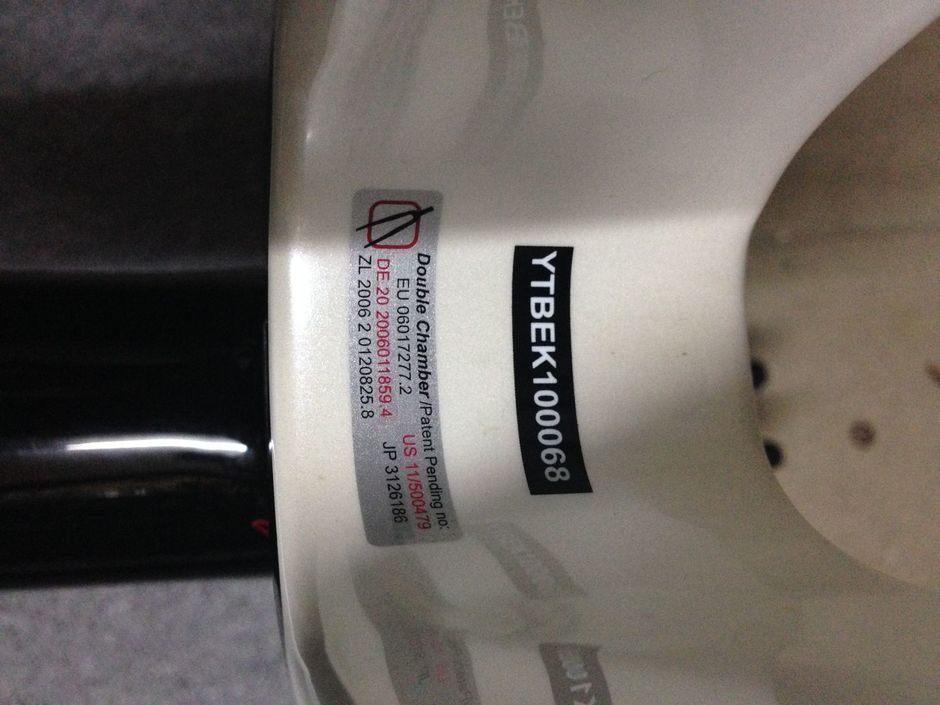 Double Chamber /Patent Pending no:
EU 06017277.2 US 11/500479
DE 20 2006011859.4 JP 3126186
ZL 2006 2 0120825.8
YTBEK100068